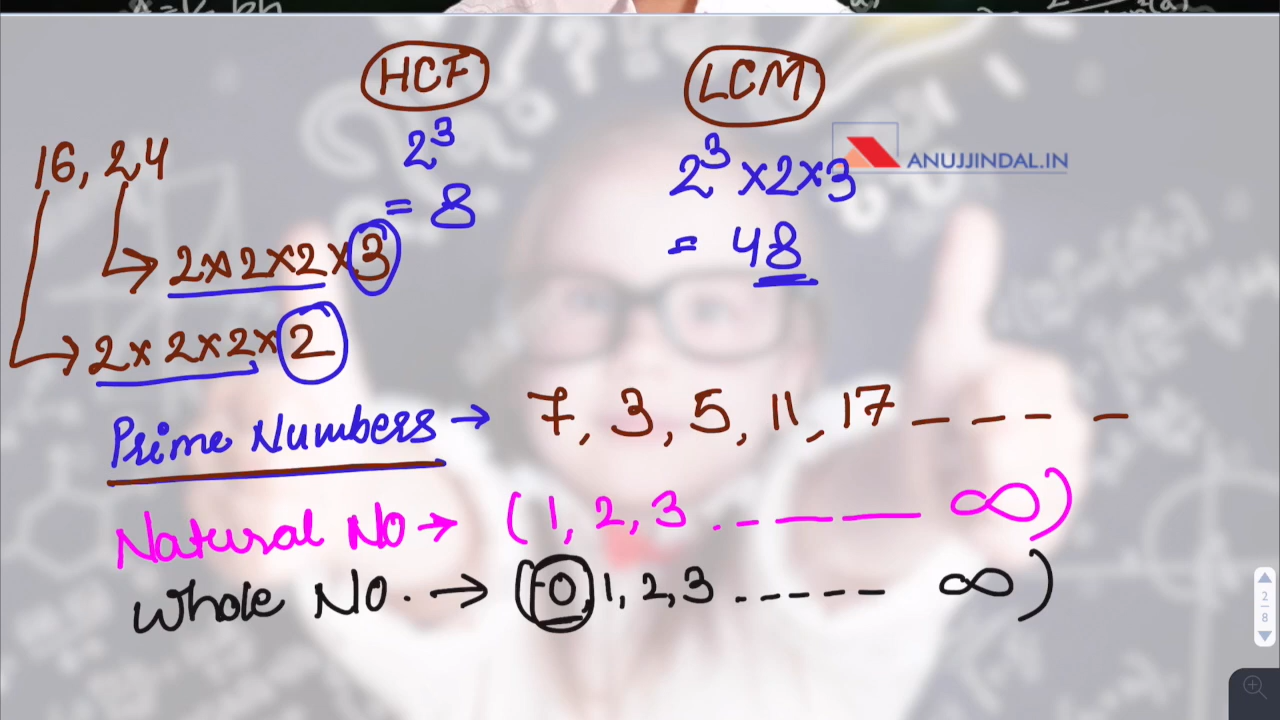 HCF
LCM
16, 24
2³
= 8
2³ × 2 × 3
= 48
ANUJJINDAL.IN
2×2×2×3
2×2×2×2
Prime Numbers → 7, 3, 5, 11, 17 - - - -
Natural No → (1, 2, 3 . - - - - ∞)
Whole No. → (0, 1, 2, 3 - - - - - ∞)
2
8